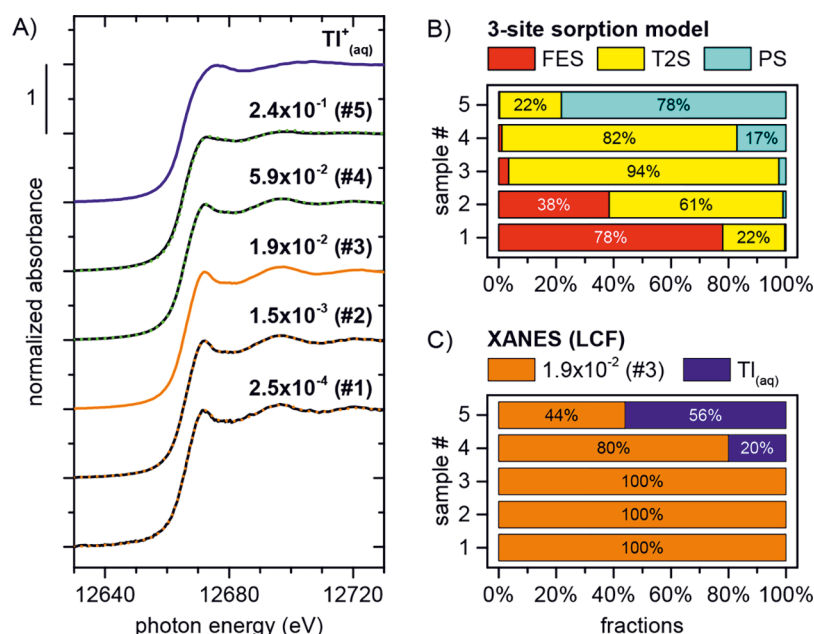 A)
Tl⁺(aq)
1
2.4x10⁻¹ (#5)
5.9x10⁻² (#4)
1.9x10⁻² (#3)
1.5x10⁻³ (#2)
2.5x10⁻⁴ (#1)
normalized absorbance
12640 12680 12720
photon energy (eV)
B) 3-site sorption model
FES T2S PS
sample #
5 22% 78%
4 82% 17%
3 94%
2 38% 61%
1 78% 22%
0% 20% 40% 60% 80% 100%
C) XANES (LCF)
1.9x10⁻² (#3) Tl(aq)
sample #
5 44% 56%
4 80% 20%
3 100%
2 100%
1 100%
0% 20% 40% 60% 80% 100%
fractions